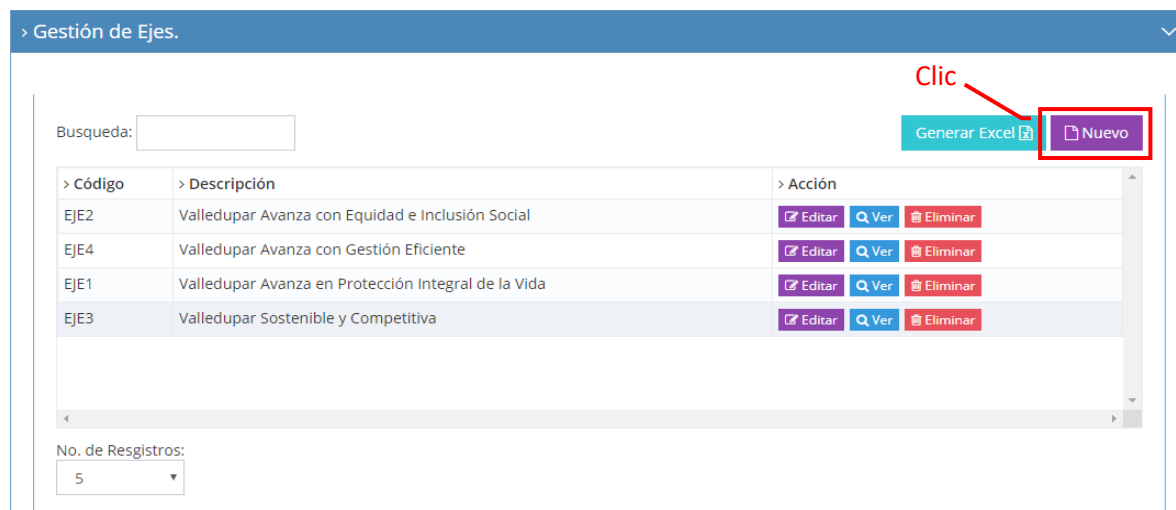 › Gestión de Ejes.
Clic
Busqueda:
Generar Excel
Nuevo
› Código › Descripción › Acción
EJE2 Valledupar Avanza con Equidad e Inclusión Social Editar Ver Eliminar
EJE4 Valledupar Avanza con Gestión Eficiente Editar Ver Eliminar
EJE1 Valledupar Avanza en Protección Integral de la Vida Editar Ver Eliminar
EJE3 Valledupar Sostenible y Competitiva Editar Ver Eliminar
No. de Resgistros:
5